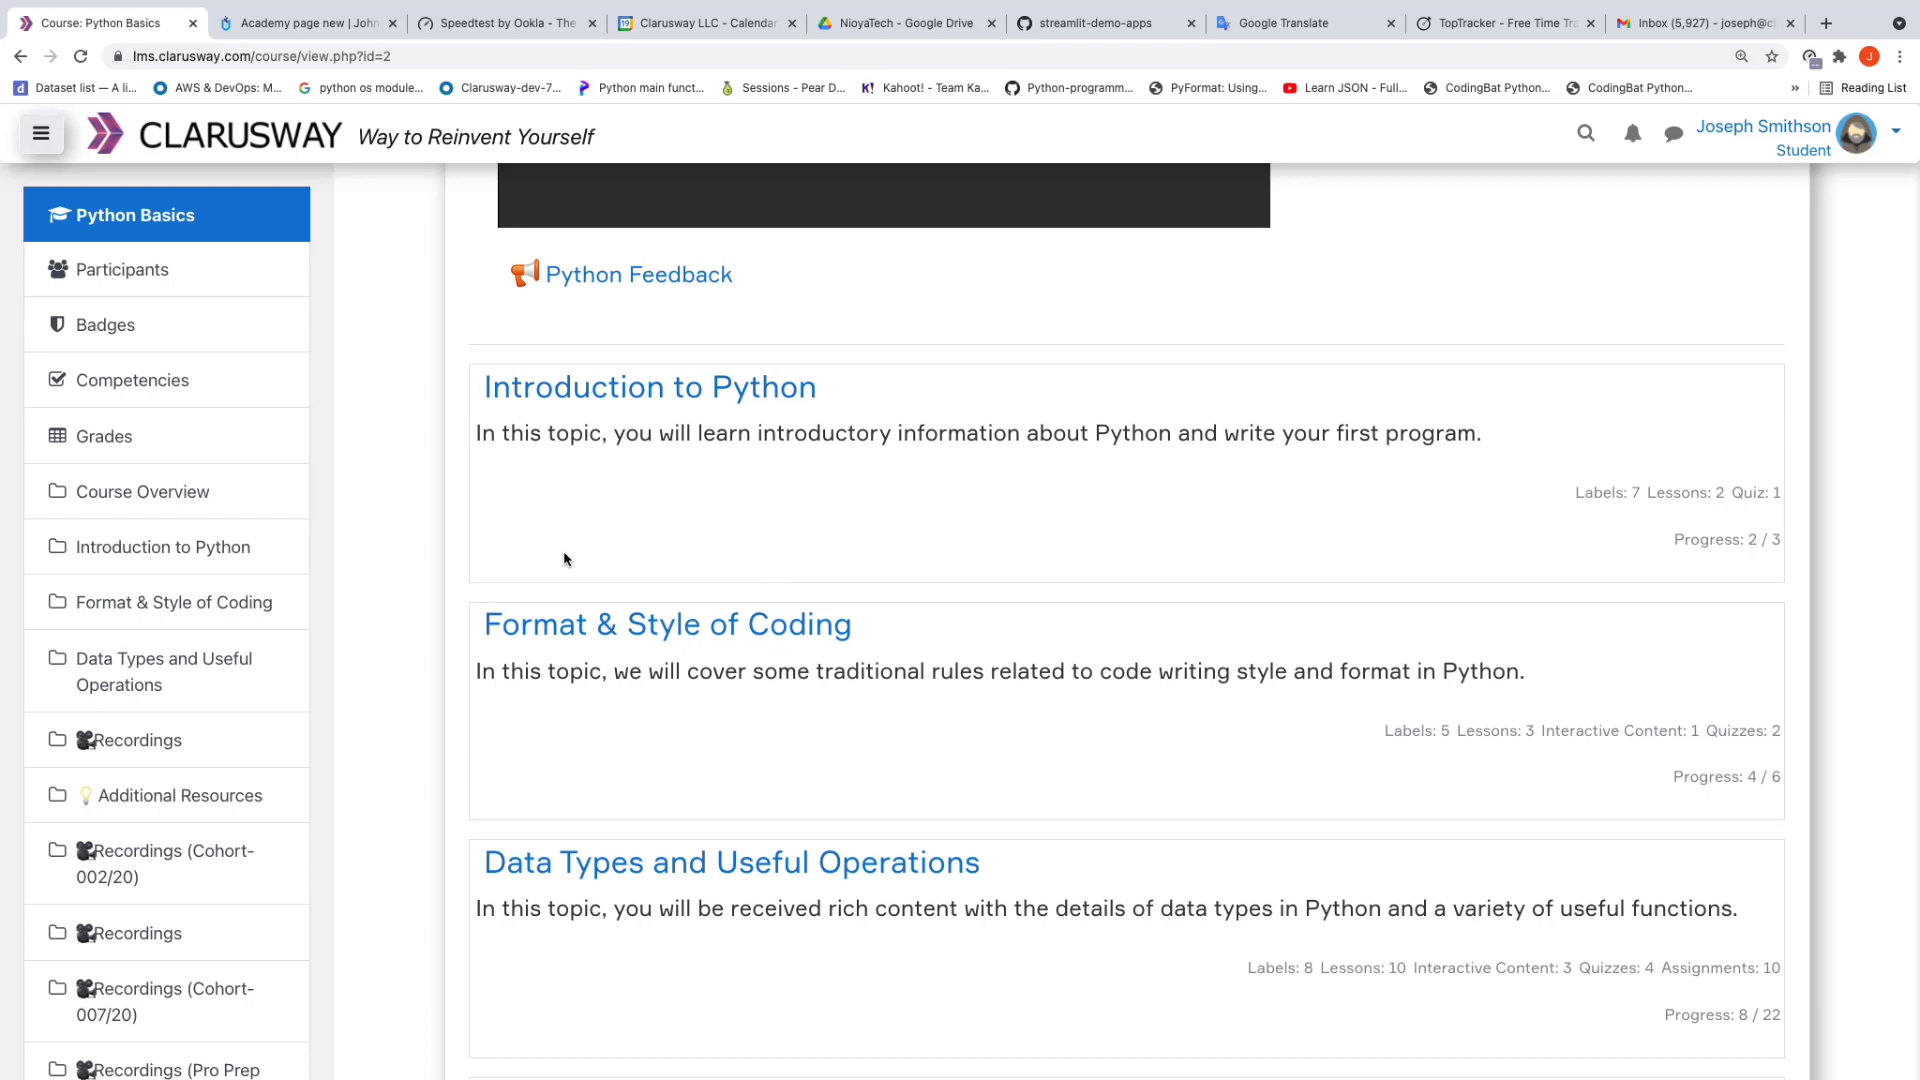 Course: Python Basics
Academy page new | John
Speedtest by Ookla - The
Clarusway LLC - Calendar
NioyaTech - Google Drive
streamlit-demo-apps
Google Translate
TopTracker - Free Time Tra
Inbox (5,927) - joseph@cl
lms.clarusway.com/course/view.php?id=2
J
Dataset list — A li...
AWS & DevOps: M...
python os module...
Clarusway-dev-7...
Python main funct...
Sessions - Pear D...
K! Kahoot! - Team Ka...
Python-programm...
PyFormat: Using...
Learn JSON - Full...
CodingBat Python...
CodingBat Python...
»
Reading List
CLARUSWAY Way to Reinvent Yourself
Joseph Smithson
Student
Python Basics
Participants
Badges
Competencies
Grades
Course Overview
Introduction to Python
Format & Style of Coding
Data Types and Useful
Operations
Recordings
Additional Resources
Recordings (Cohort-
002/20)
Recordings
Recordings (Cohort-
007/20)
Recordings (Pro Prep
Python Feedback
Introduction to Python
In this topic, you will learn introductory information about Python and write your first program.
Labels: 7 Lessons: 2 Quiz: 1
Progress: 2 / 3
Format & Style of Coding
In this topic, we will cover some traditional rules related to code writing style and format in Python.
Labels: 5 Lessons: 3 Interactive Content: 1 Quizzes: 2
Progress: 4 / 6
Data Types and Useful Operations
In this topic, you will be received rich content with the details of data types in Python and a variety of useful functions.
Labels: 8 Lessons: 10 Interactive Content: 3 Quizzes: 4 Assignments: 10
Progress: 8 / 22